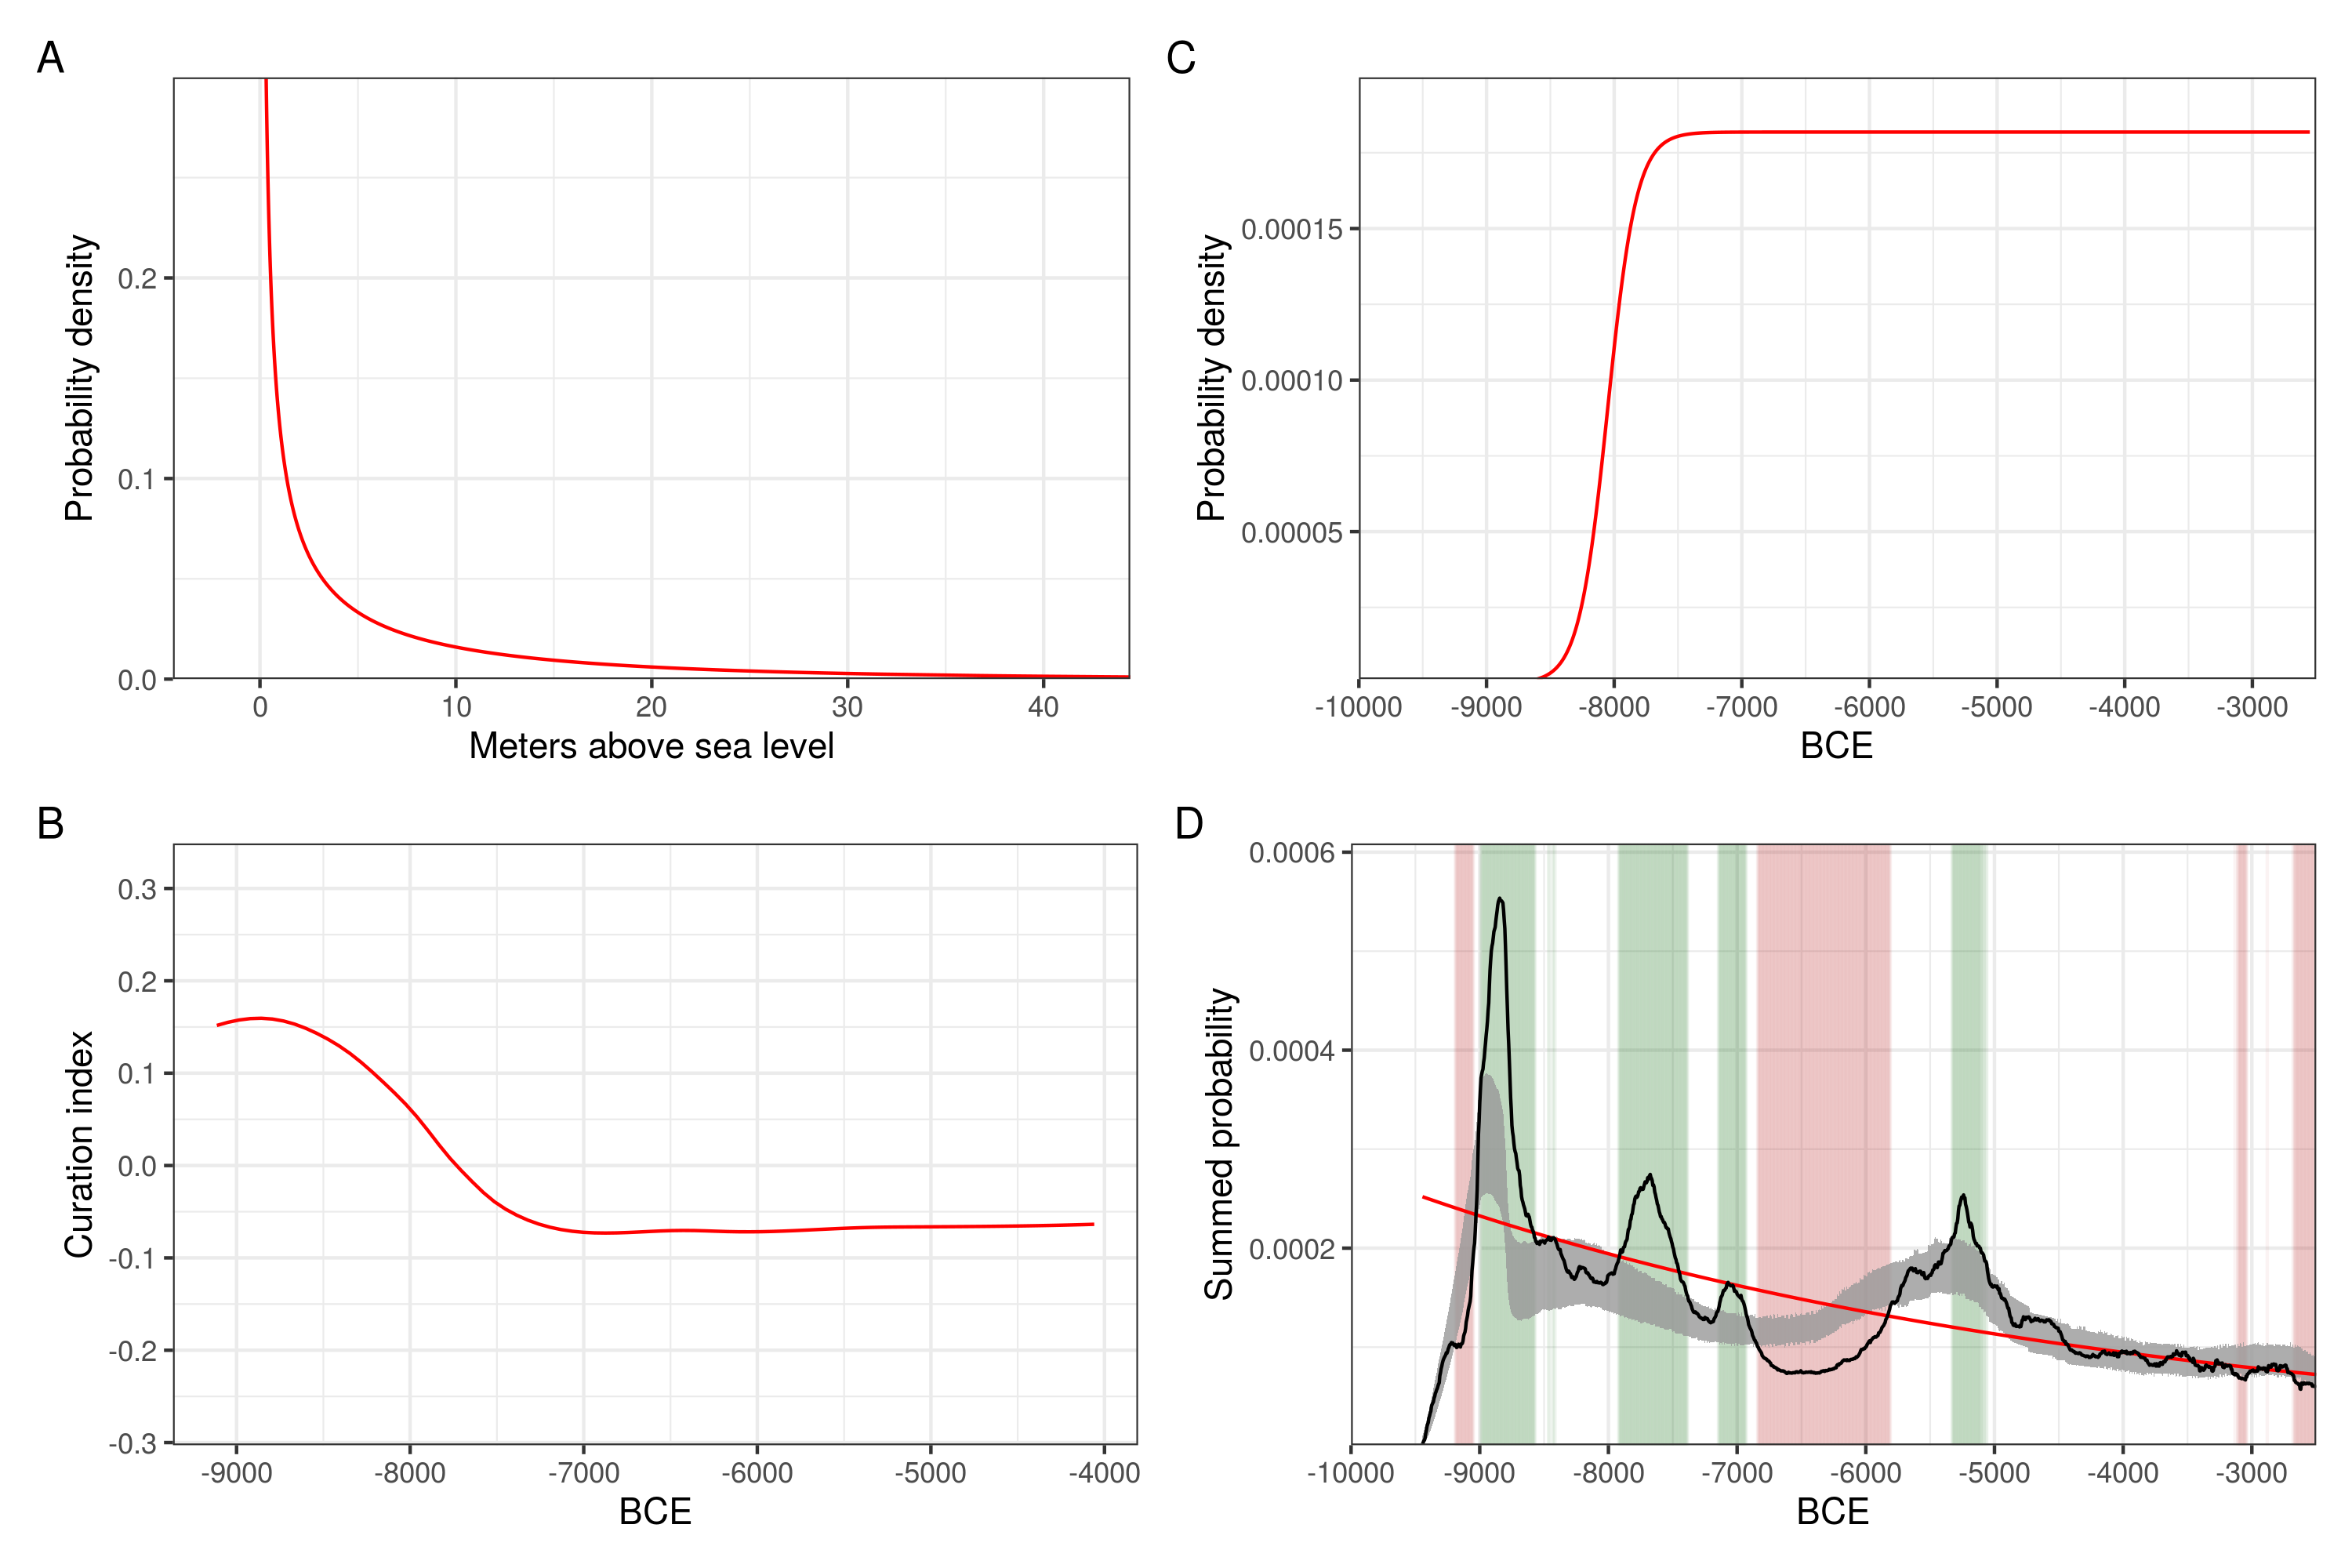 A
Probability density
0.2
0.1
0.0
0 10 20 30 40
Meters above sea level
C
Probability density
0.00015
0.00010
0.00005
-10000 -9000 -8000 -7000 -6000 -5000 -4000 -3000
BCE
B
Curation index
0.3
0.2
0.1
0.0
-0.1
-0.2
-0.3
-9000 -8000 -7000 -6000 -5000 -4000
BCE
D
Summed probability
0.0006
0.0004
0.0002
-10000 -9000 -8000 -7000 -6000 -5000 -4000 -3000
BCE